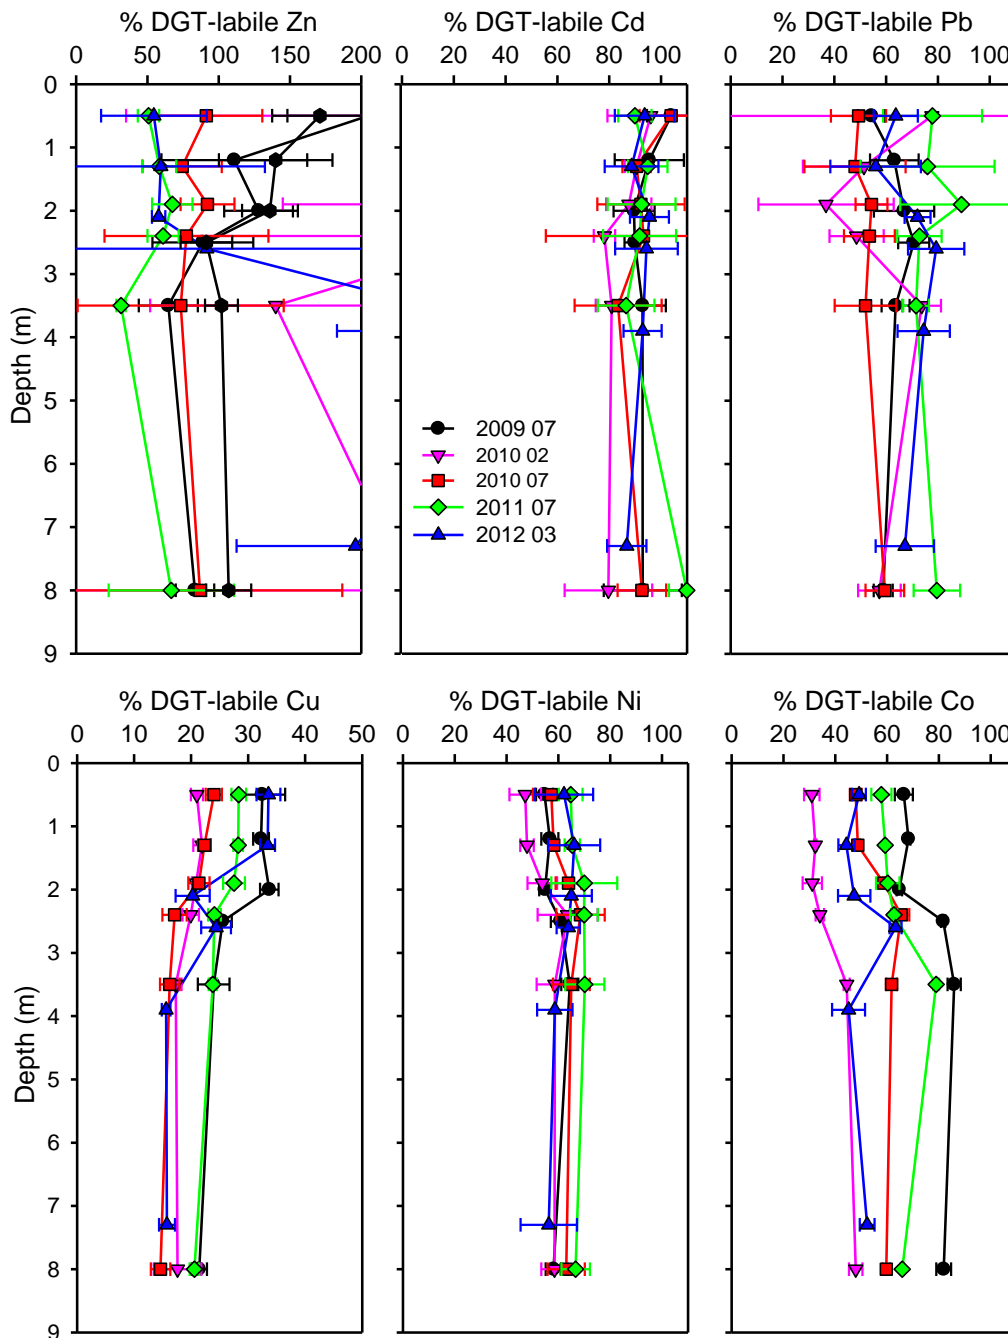 % DGT-labile Zn
% DGT-labile Cd
% DGT-labile Pb
0 50 100 150 200
0 20 40 60 80 100
0 20 40 60 80 100
0
1
2
3
4
5
6
7
8
9
Depth (m)
2009 07
2010 02
2010 07
2011 07
2012 03
% DGT-labile Cu
% DGT-labile Ni
% DGT-labile Co
0 10 20 30 40 50
0 20 40 60 80 100
0 20 40 60 80 100
0
1
2
3
4
5
6
7
8
9
Depth (m)